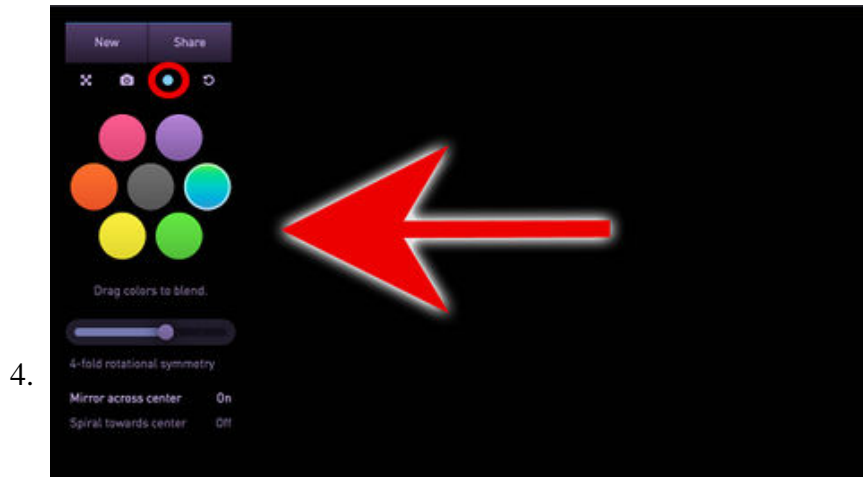 New Share
Drag colors to blend.
4-fold rotational symmetry
4.
Mirror across center On
Spiral towards center Off